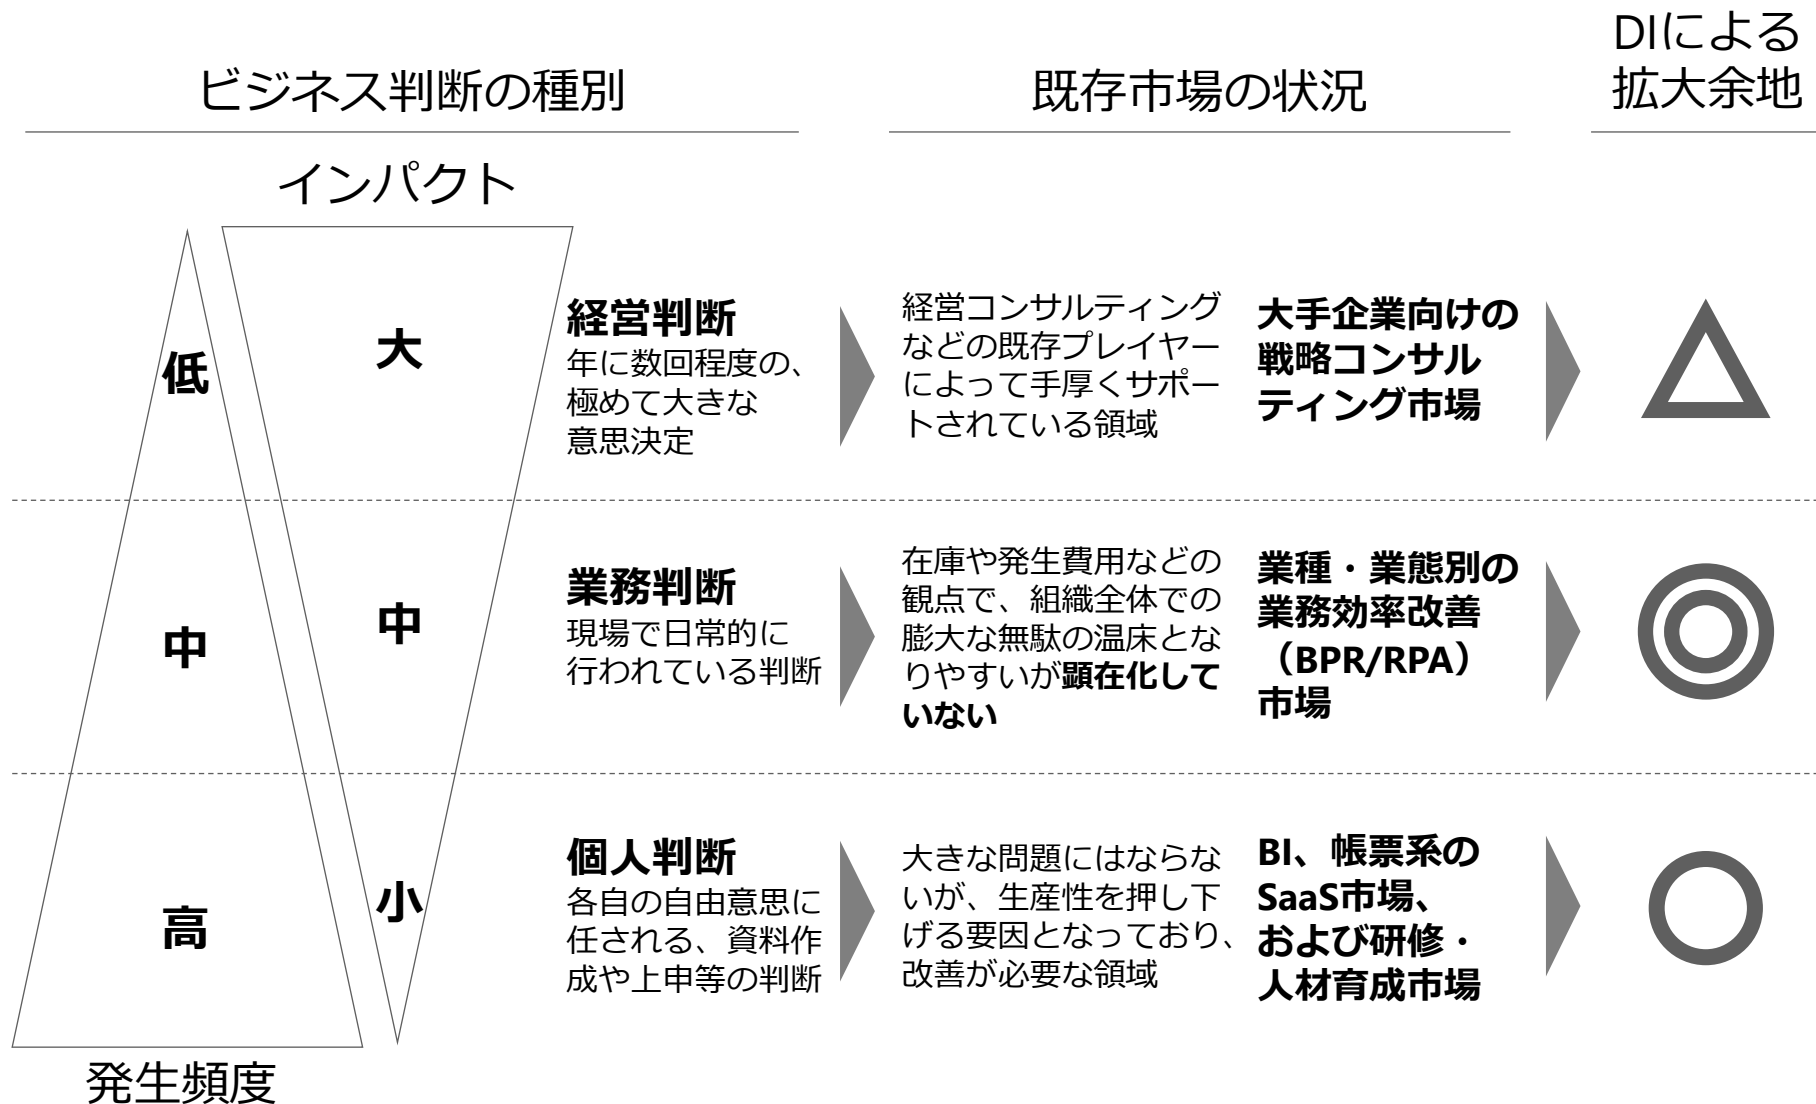 ビジネス判断の種別
既存市場の状況
DIによる
拡大余地
インパクト
低
大
経営判断
年に数回程度の、
極めて大きな
意思決定
経営コンサルティング
などの既存プレイヤー
によって手厚くサポー
トされている領域
大手企業向けの
戦略コンサル
ティング市場
中
中
業務判断
現場で日常的に
行われている判断
在庫や発生費用などの
観点で、組織全体での
膨大な無駄の温床とな
りやすいが顕在化して
いない
業種・業態別の
業務効率改善
（BPR/RPA）
市場
高
小
個人判断
各自の自由意思に
任される、資料作
成や上申等の判断
大きな問題にはならな
いが、生産性を押し下
げる要因となっており、
改善が必要な領域
BI、帳票系の
SaaS市場、
および研修・
人材育成市場
発生頻度